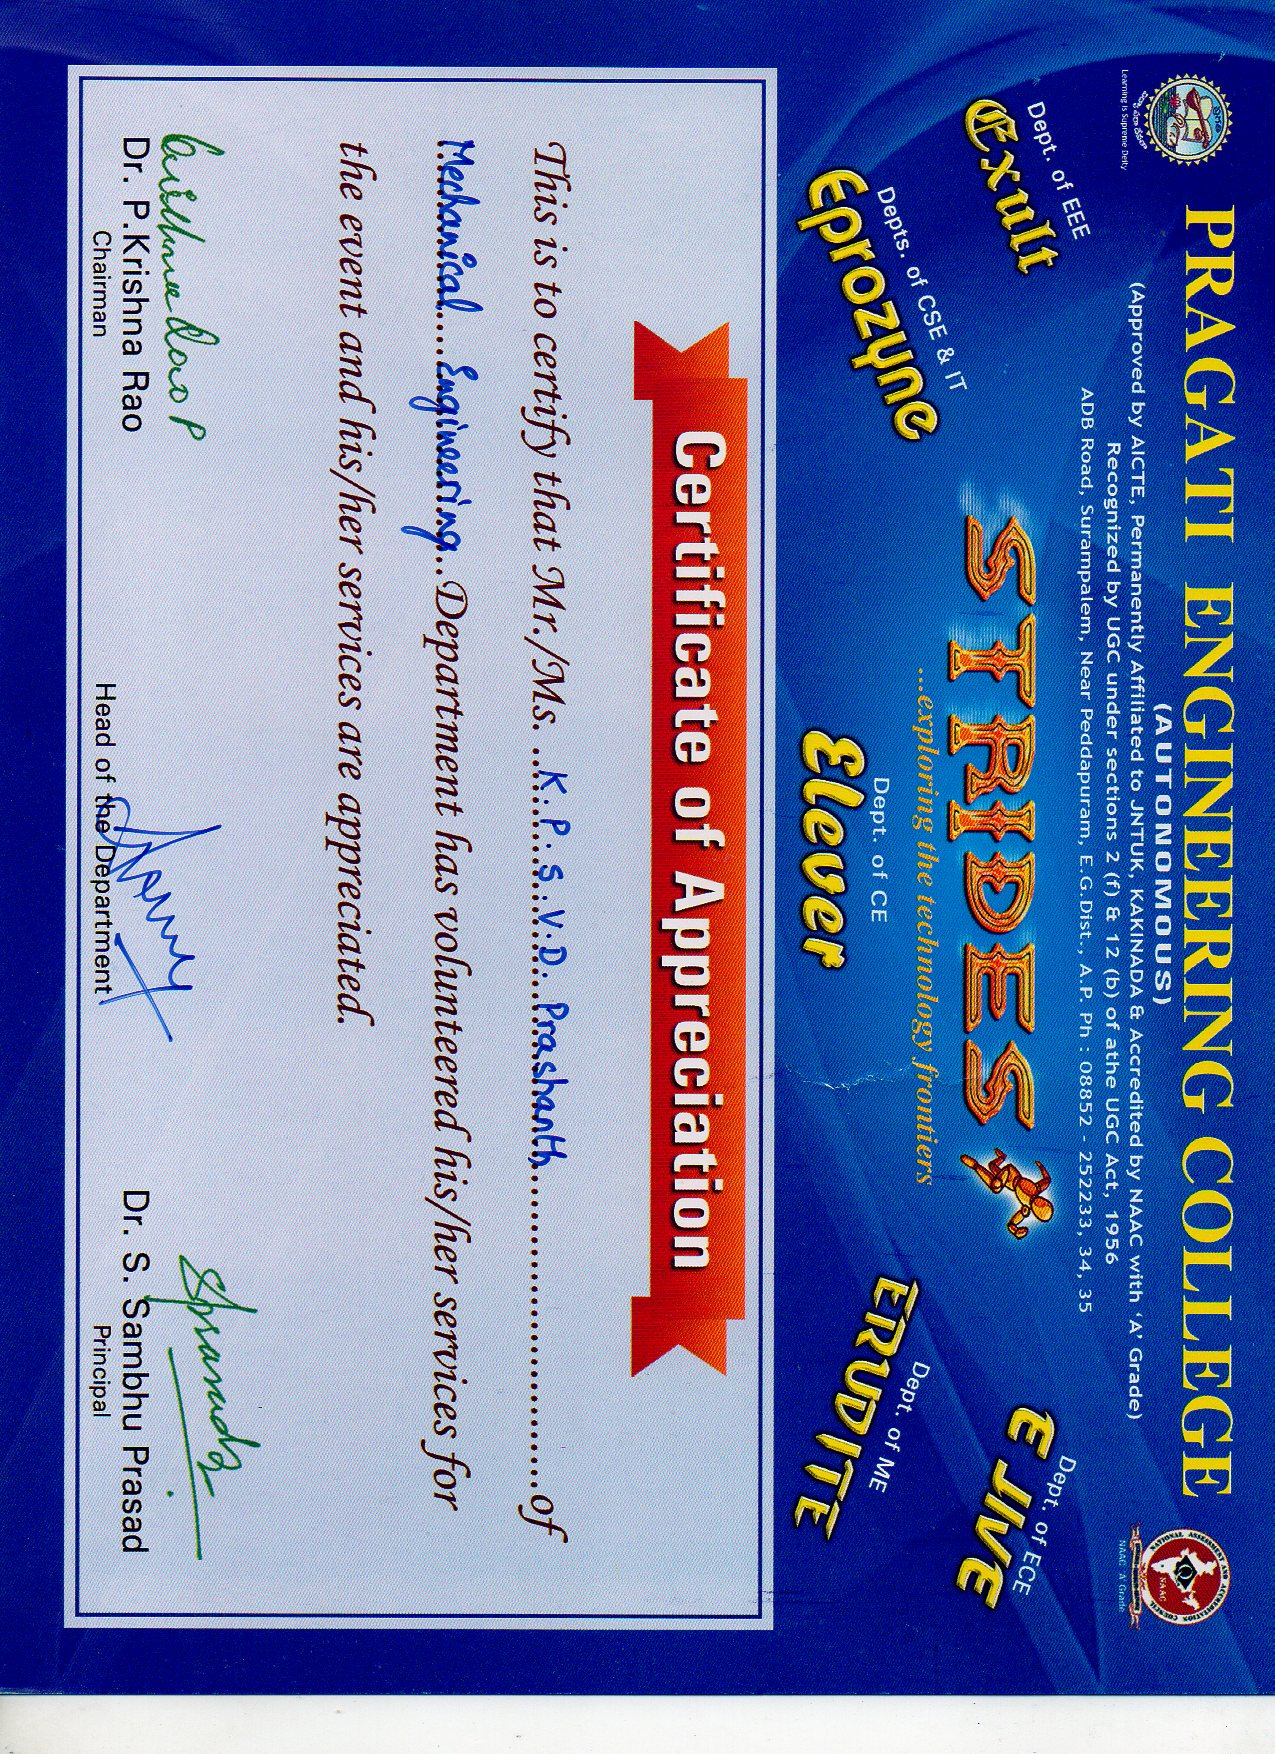 PRAGATI ENGINEERING COLLEGE
(AUTONOMOUS)
(Approved by AICTE, Permanently Affiliated to JNTUK, KAKINADA & Accredited by NAAC with ‘A’ Grade)
Recognized by UGC under sections 2 (f) & 12 (b) of athe UGC Act, 1956
ADB Road, Surampalem, Near Peddapuram, E.G.Dist., A.P. Ph : 08852 - 252233, 34, 35
Learning is Supreme Deity
NAAC
NAAC 'A' Grade
Dept. of EEE
Exult
Depts. of CSE & IT
Eprozyne
STRIDES
...exploring the technology frontiers
Dept. of CE
Elever
Dept. of ECE
E JIVE
Dept. of ME
ERUDITE
Certificate of Appreciation
This is to certify that Mr./Ms. K. P. S. V. D. Prashanth of
Mechanical Engineering Department has volunteered his/her services for
the event and his/her services are appreciated.
Krishna Rao P
Sprasad
Dr. P.Krishna Rao
Chairman
Head of the Department
Dr. S. Sambhu Prasad
Principal